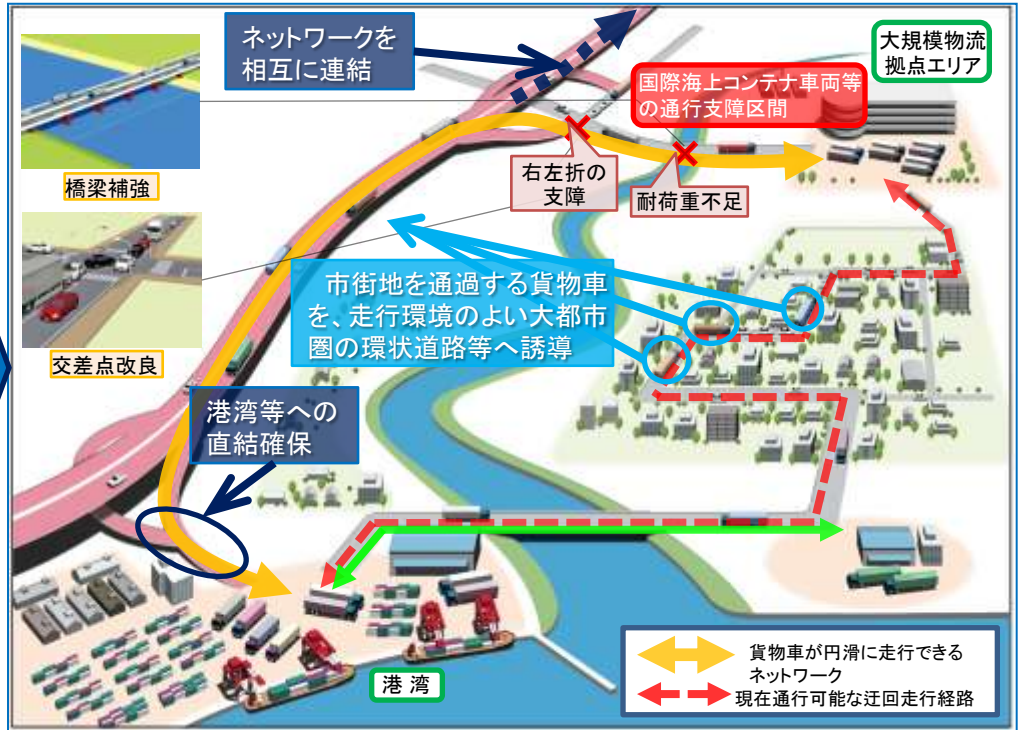 ネットワークを
相互に連結
大規模物流
拠点エリア
国際海上コンテナ車両等
の通行支障区間
橋梁補強
右左折の
支障
耐荷重不足
市街地を通過する貨物車
を、走行環境のよい大都市
圏の環状道路等へ誘導
交差点改良
港湾等への
直結確保
港 湾
貨物車が円滑に走行できる
ネットワーク
現在通行可能な迂回走行経路